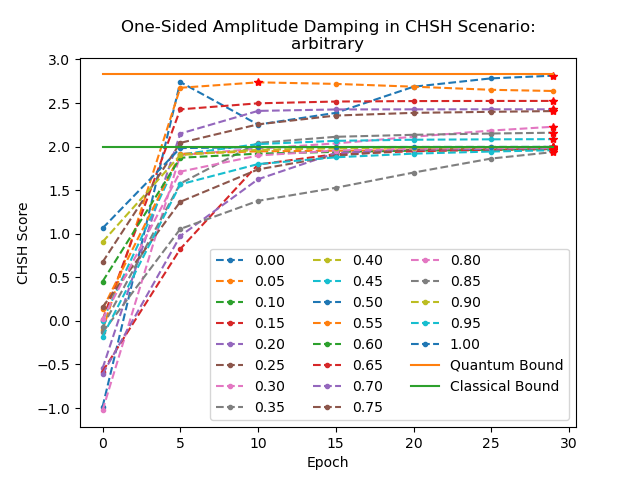 One-Sided Amplitude Damping in CHSH Scenario:
arbitrary
CHSH Score
3.0
2.5
2.0
1.5
1.0
0.5
0.0
−0.5
−1.0
0.00 0.40 0.80
0.05 0.45 0.85
0.10 0.50 0.90
0.15 0.55 0.95
0.20 0.60 1.00
0.25 0.65 Quantum Bound
0.30 0.70 Classical Bound
0.35 0.75
0 5 10 15 20 25 30
Epoch